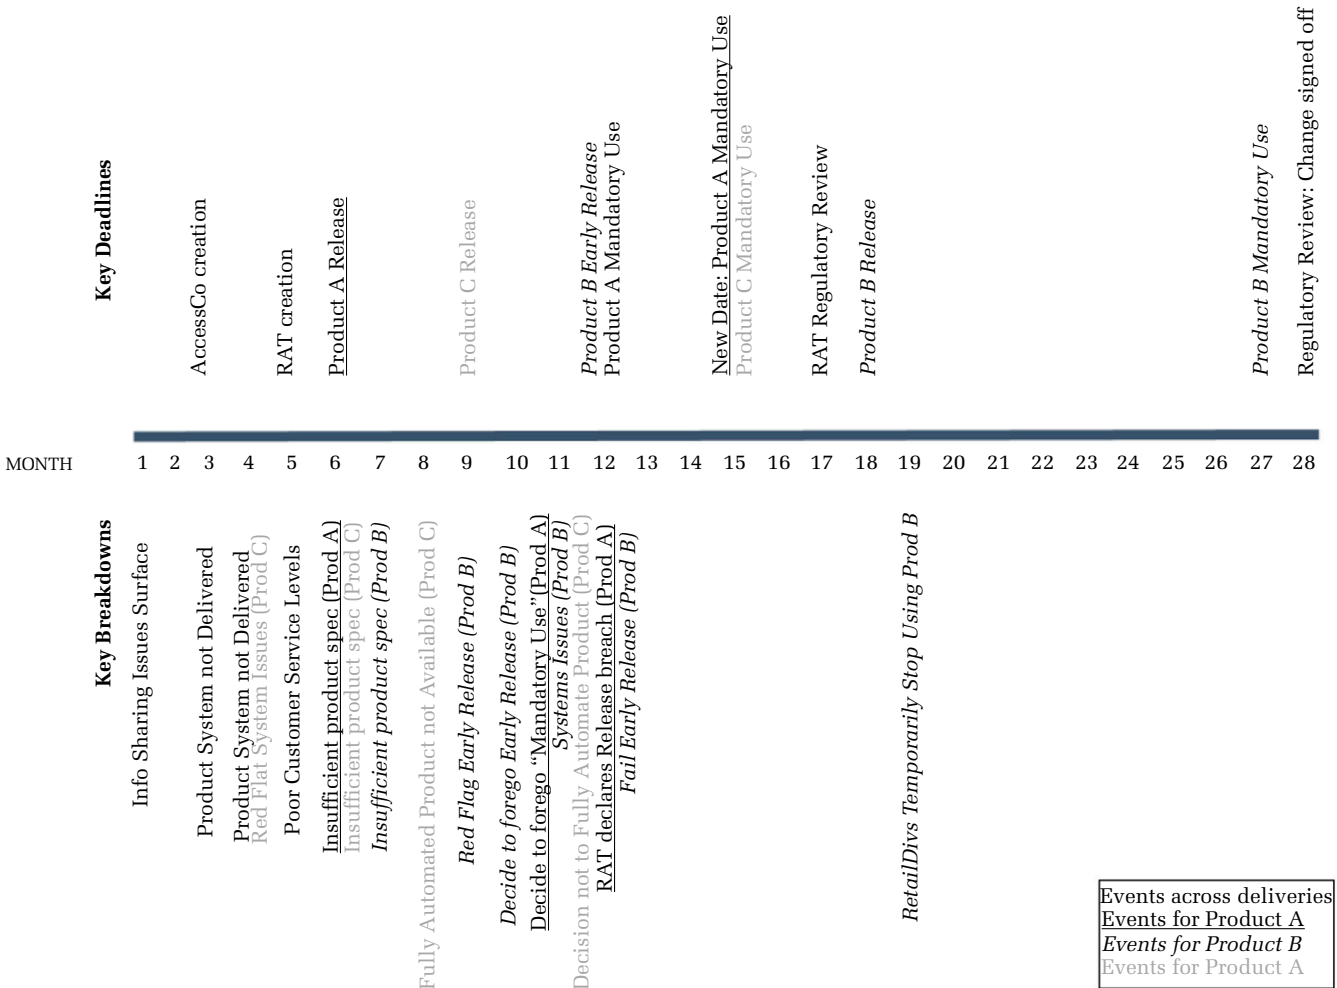 Key Deadlines
AccessCo creation
RAT creation
Product A Release
Product C Release
Product B Early Release
Product A Mandatory Use
New Date: Product A Mandatory Use
Product C Mandatory Use
RAT Regulatory Review
Product B Release
Product B Mandatory Use
Regulatory Review: Change signed off
MONTH 1 2 3 4 5 6 7 8 9 10 11 12 13 14 15 16 17 18 19 20 21 22 23 24 25 26 27 28
Key Breakdowns
Info Sharing Issues Surface
Product System not Delivered
Product System not Delivered
Red Flat System Issues (Prod C)
Poor Customer Service Levels
Insufficient product spec (Prod A)
Insufficient product spec (Prod C)
Insufficient product spec (Prod B)
Fully Automated Product not Available (Prod C)
Red Flag Early Release (Prod B)
Decide to forego Early Release (Prod B)
Decide to forego “Mandatory Use”(Prod A)
Systems Issues (Prod B)
Decision not to Fully Automate Product (Prod C)
RAT declares Release breach (Prod A)
Fail Early Release (Prod B)
RetailDivs Temporarily Stop Using Prod B
Events across deliveries
Events for Product A
Events for Product B
Events for Product A